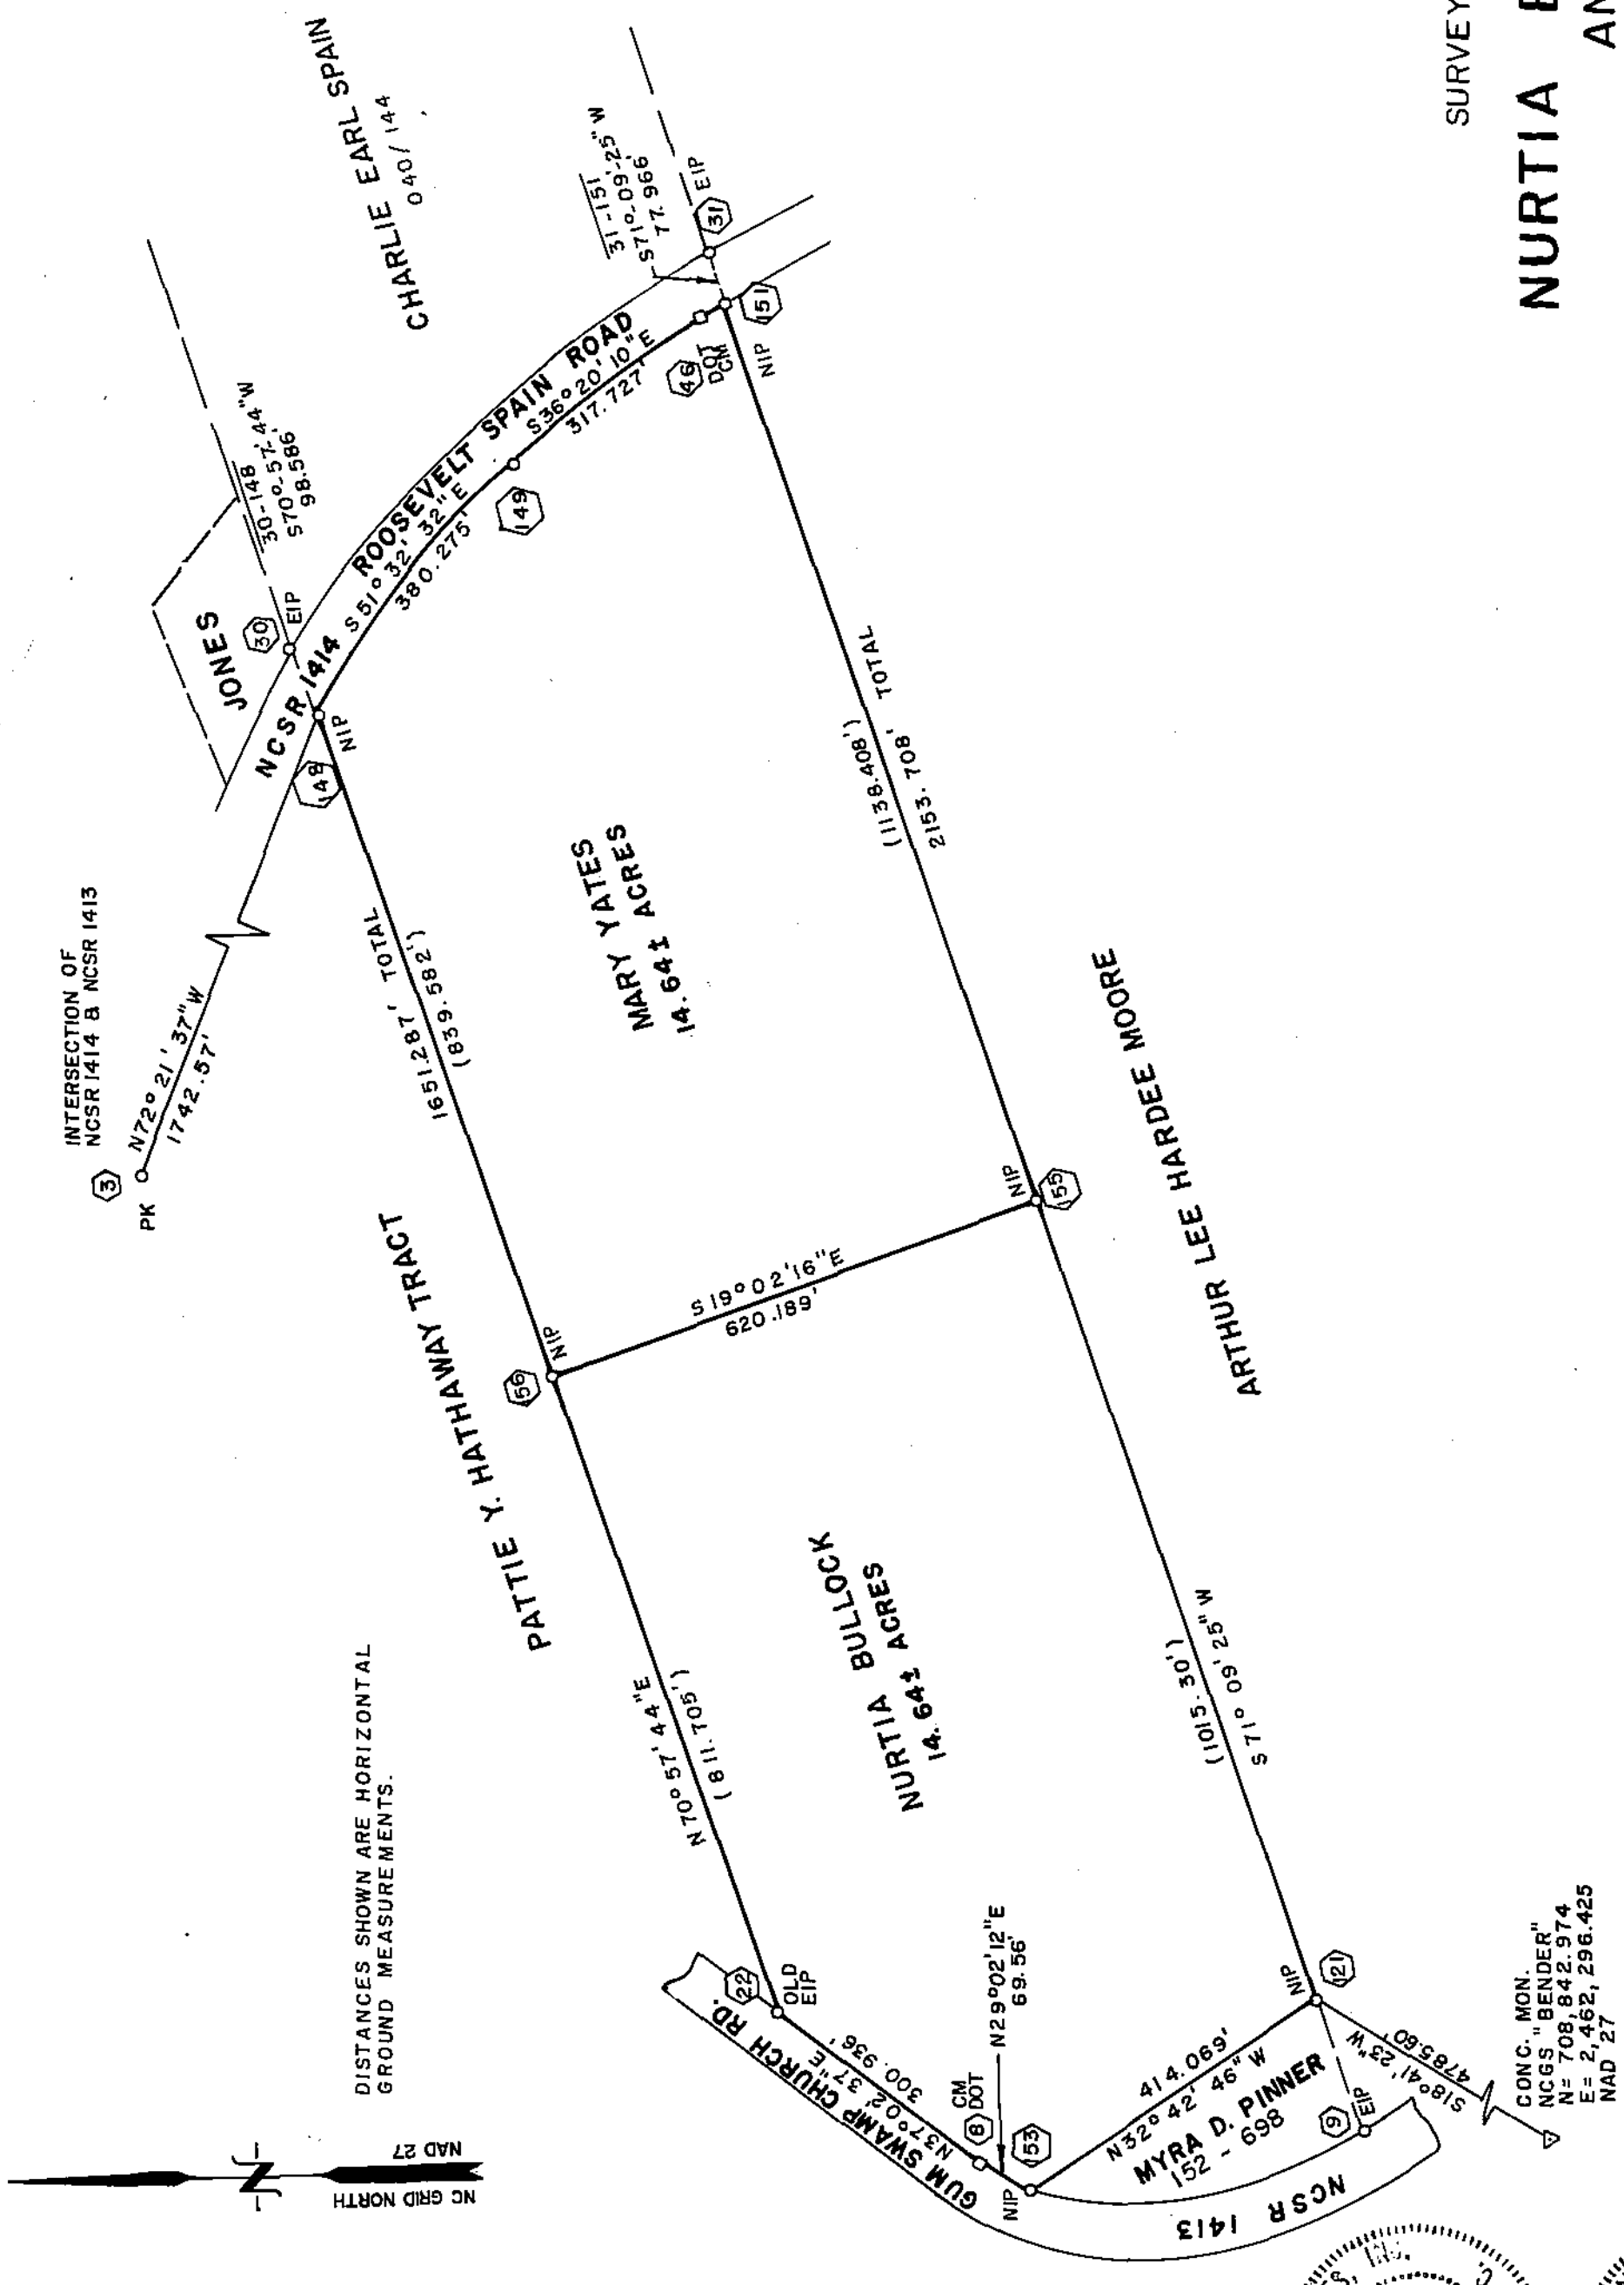 INTERSECTION OF
NCSR 1414 & NCSR 1413
3
PK
N72° 21' 37" W
1742.57'
DISTANCES SHOWN ARE HORIZONTAL
GROUND MEASUREMENTS.
NC GRID NORTH
NAD 27
N
JONES
30
EIP
30-148
S70°-57'-44"W
98.586
CHARLIE EARL SPAIN
040/144
NCSR 1414
ROOSEVELT SPAIN ROAD
148
NIP
S 51° 32' 32" E
380.275'
149
S36° 20' 10" E
317.727'
46
DOT
CM
31-151
S71°-09'-25" W
77.966'
31
EIP
151
NIP
PATTIE Y. HATHAWAY TRACT
1651.287' TOTAL
(839.582')
MARY YATES
14.64± ACRES
(1138.408')
2153.708' TOTAL
156
NIP
S 19° 02' 16" E
620.189'
NIP
155
N 70° 57' 44" E
(811.705')
NURTIA BULLOCK
14.64± ACRES
ARTHUR LEE HARDEE MOORE
(1015.30')
S 71° 09' 25" W
22
OLD
EIP
GUM SWAMP CHURCH RD.
N37° 02' 37" E
300.936'
CM
DOT
8
N29°02'12"E
69.56'
153
NIP
N32° 42' 46" W
414.069'
MYRA D. PINNER
152 - 698
9
EIP
NIP
121
NCSR 1413
S18° 41' 23" W
4785.60'
CONC. MON.
NCGS "BENDER"
N= 708,842.974
E= 2,462,296.425
NAD 27
SURVEY
NURTIA
AN